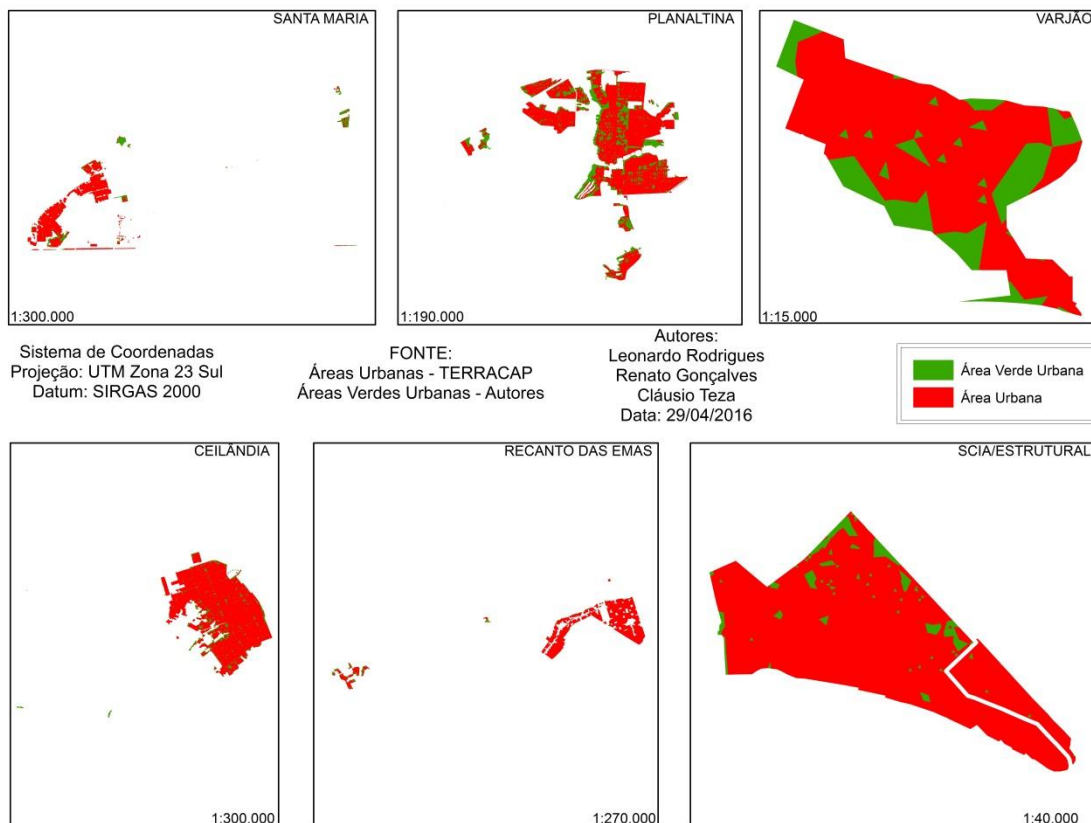 SANTA MARIA
1:300.000
PLANALTINA
1:190.000
VARJÃO
1:15.000
Sistema de Coordenadas
Projeção: UTM Zona 23 Sul
Datum: SIRGAS 2000
FONTE:
Áreas Urbanas - TERRACAP
Áreas Verdes Urbanas - Autores
Autores:
Leonardo Rodrigues
Renato Gonçalves
Cláusio Teza
Data: 29/04/2016
Área Verde Urbana
Área Urbana
CEILÂNDIA
1:300.000
RECANTO DAS EMAS
1:270.000
SCIA/ESTRUTURAL
1:40.000